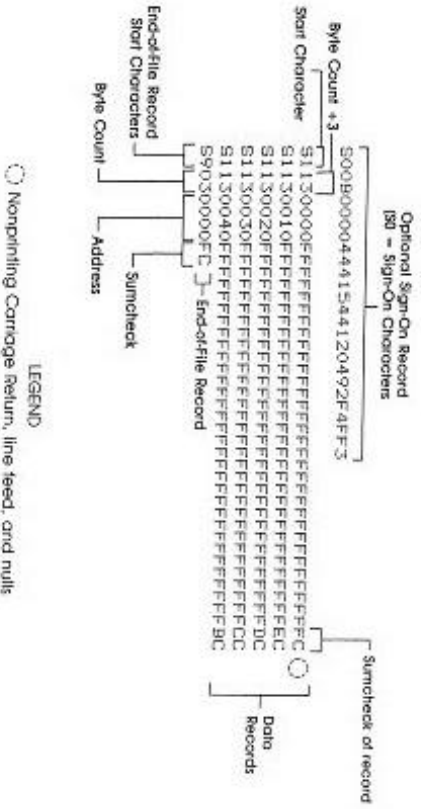 Optional Sign-On Record
(S0 = Sign-On Characters
S00B00004441544120492F4FF3
Byte Count +3
Start Character
Sumcheck of record
S1130000FFFFFFFFFFFFFFFFFFFFFFFFFFFFFFFFFC
S1130010FFFFFFFFFFFFFFFFFFFFFFFFFFFFFFFFEC
S1130020FFFFFFFFFFFFFFFFFFFFFFFFFFFFFFFFDC
S1130030FFFFFFFFFFFFFFFFFFFFFFFFFFFFFFFFCC
S1130040FFFFFFFFFFFFFFFFFFFFFFFFFFFFFFFFBC
S9030000FC
Data
Records
End-of-File Record
End-of-File Record
Start Characters
Sumcheck
Byte Count
Address
LEGEND
Nonprinting Carriage Return, line feed, and nulls